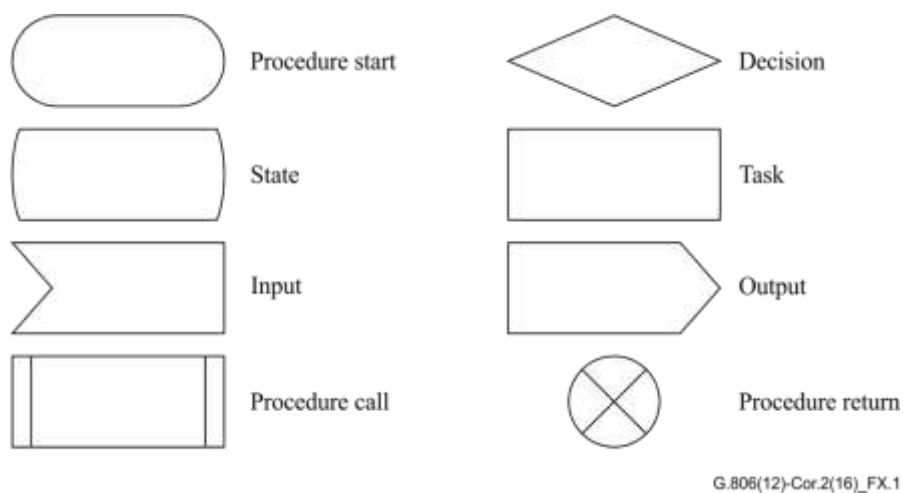 Procedure start
Decision
State
Task
Input
Output
Procedure call
Procedure return
G.806(12)-Cor.2(16)_FX.1